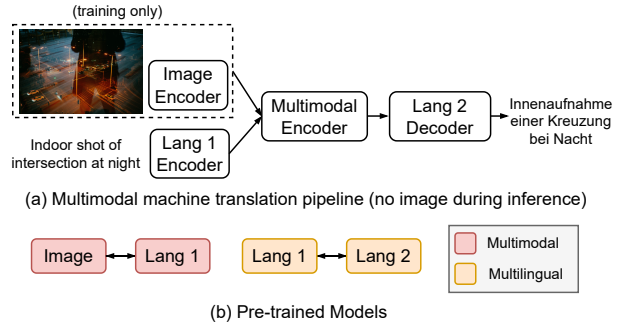 (training only)
Image
Encoder
Indoor shot of
intersection at night
Lang 1
Encoder
Multimodal
Encoder
Lang 2
Decoder
Innenaufnahme
einer Kreuzung
bei Nacht
(a) Multimodal machine translation pipeline (no image during inference)
Image
Lang 1
Lang 1
Lang 2
Multimodal
Multilingual
(b) Pre-trained Models